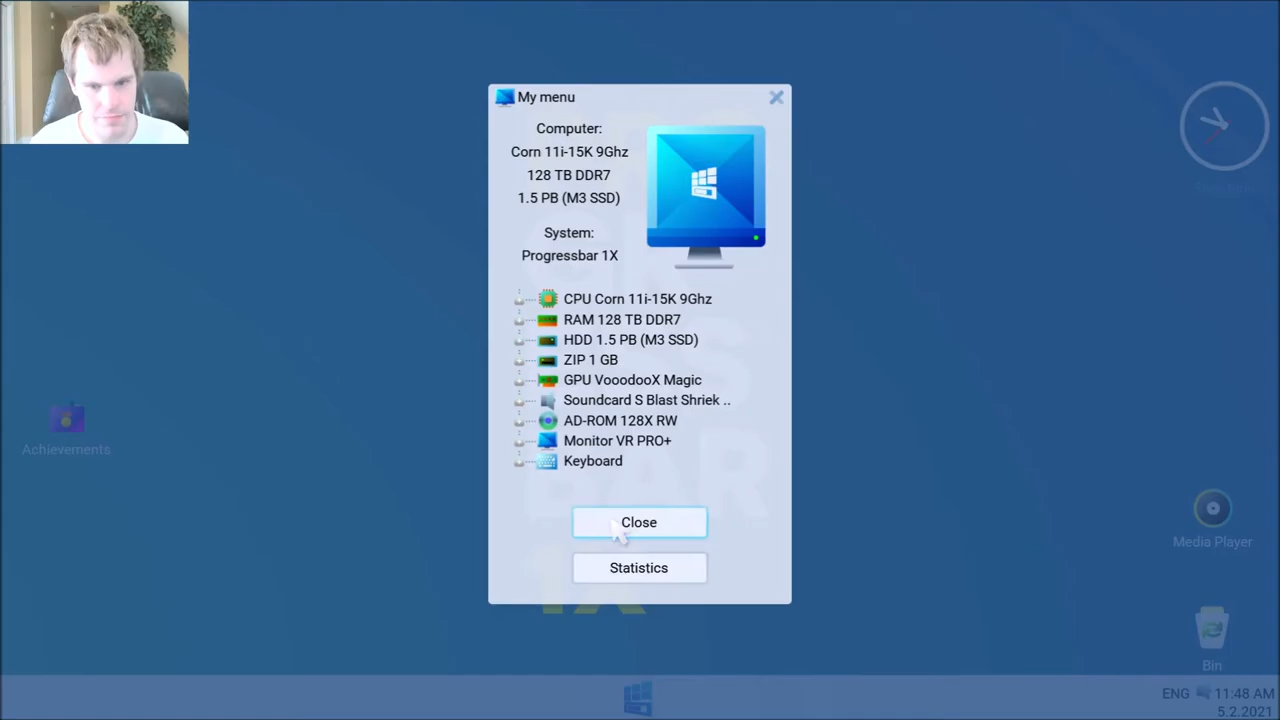 My menu
Computer:
Corn 11i-15K 9Ghz
128 TB DDR7
1.5 PB (M3 SSD)
System:
Progressbar 1X
CPU Corn 11i-15K 9Ghz
RAM 128 TB DDR7
HDD 1.5 PB (M3 SSD)
ZIP 1 GB
GPU VooodooX Magic
Soundcard S Blast Shriek ..
AD-ROM 128X RW
Monitor VR PRO+
Keyboard
Close
Statistics
Achievements
Media Player
Bin
ENG 11:48 AM
5.2.2021
BAR
1X